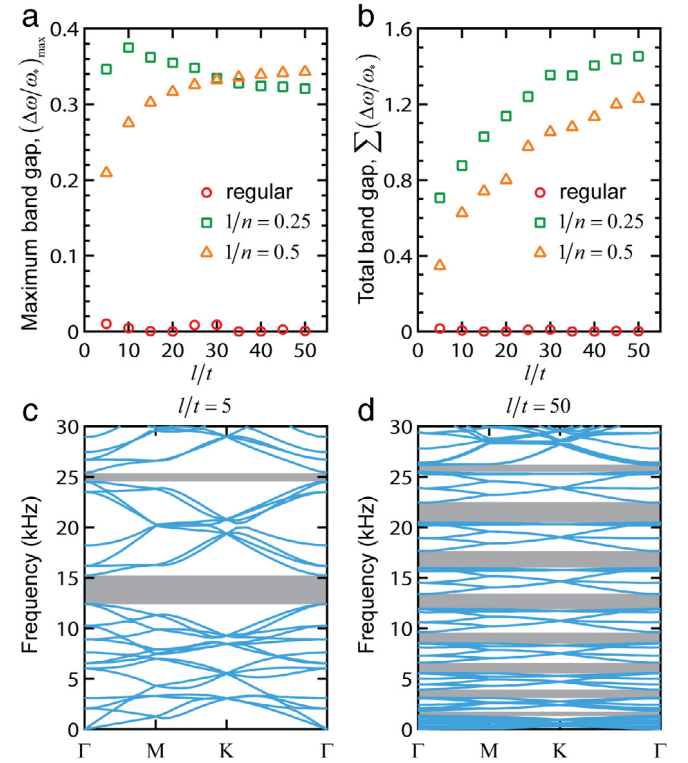 a
Maximum band gap, (Δω/ω*)max
0.4
0.3
0.2
0.1
0
regular
1/n = 0.25
1/n = 0.5
0 10 20 30 40 50
l/t
b
Total band gap, ∑(Δω/ω*)
1.6
1.2
0.8
0.4
0
regular
1/n = 0.25
1/n = 0.5
0 10 20 30 40 50
l/t
c
l/t = 5
Frequency (kHz)
30
25
20
15
10
5
0
Γ M K Γ
d
l/t = 50
Frequency (kHz)
30
25
20
15
10
5
0
Γ M K Γ